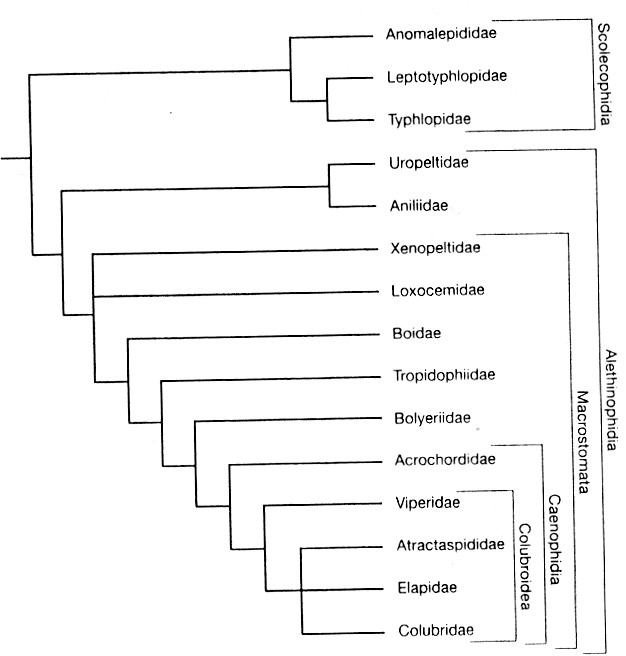 Anomalepididae
Leptotyphlopidae
Typhlopidae
Uropeltidae
Aniliidae
Xenopeltidae
Loxocemidae
Boidae
Tropidophiidae
Bolyeriidae
Acrochordidae
Viperidae
Atractaspididae
Elapidae
Colubridae
Scolecophidia
Alethinophidia
Macrostomata
Caenophidia
Colubroidea